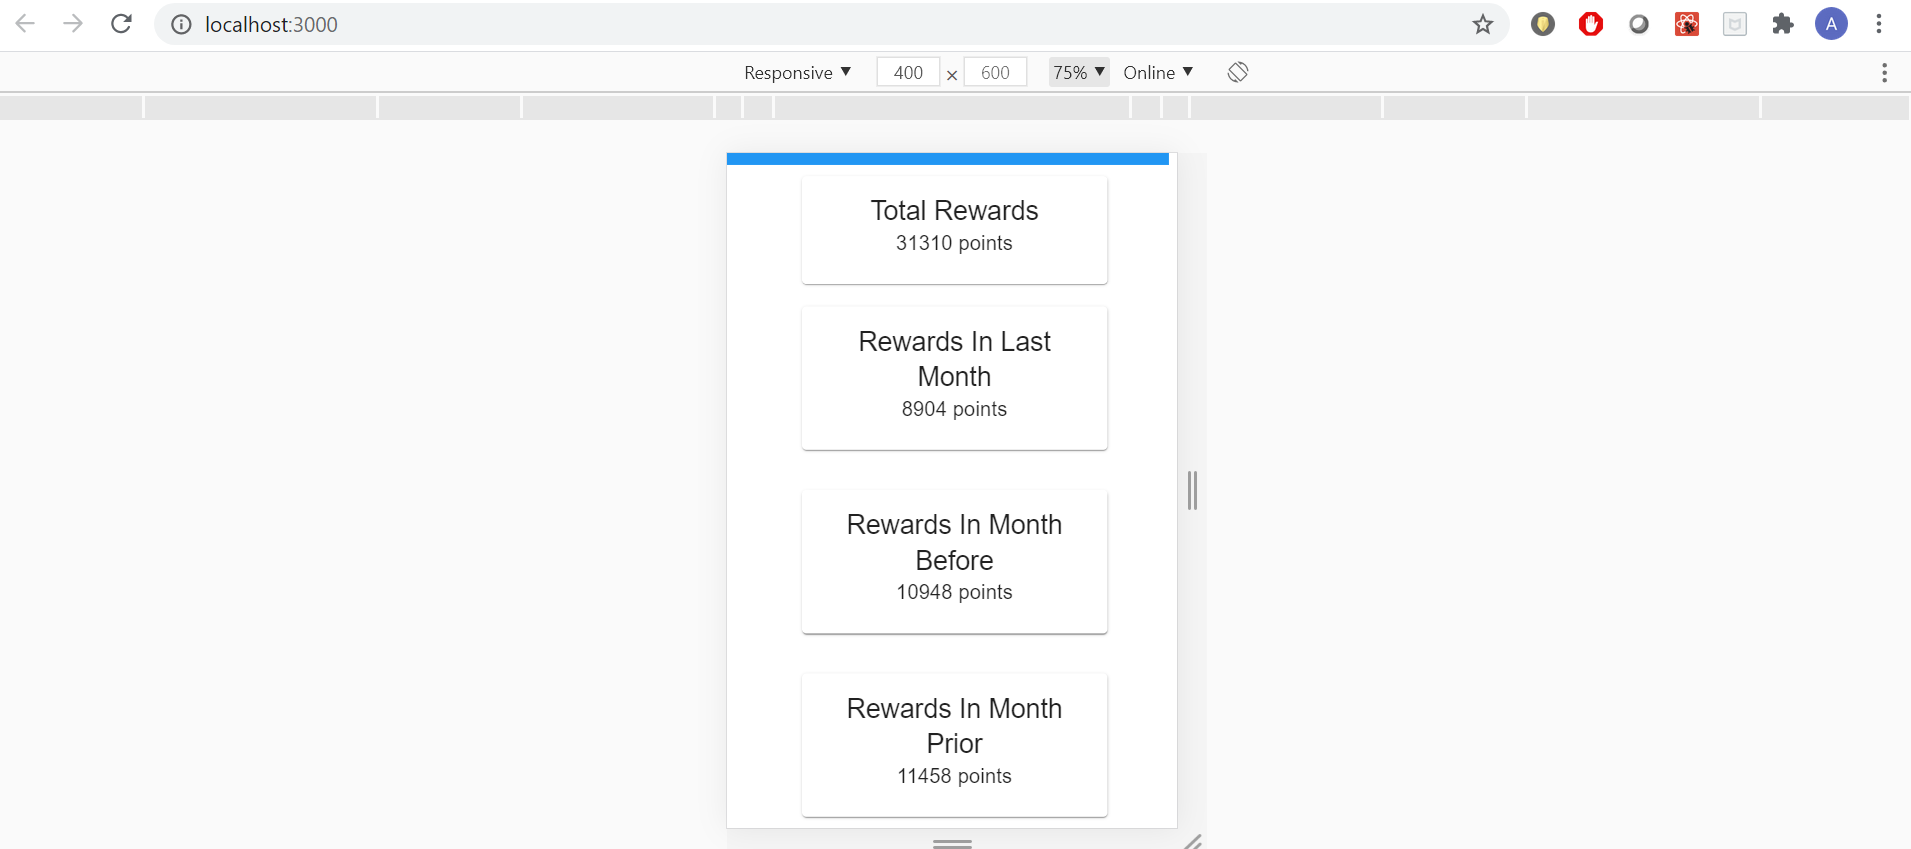 localhost:3000
A
Responsive ▼ 400 × 600 75% ▼ Online ▼
Total Rewards
31310 points
Rewards In Last
Month
8904 points
Rewards In Month
Before
10948 points
Rewards In Month
Prior
11458 points